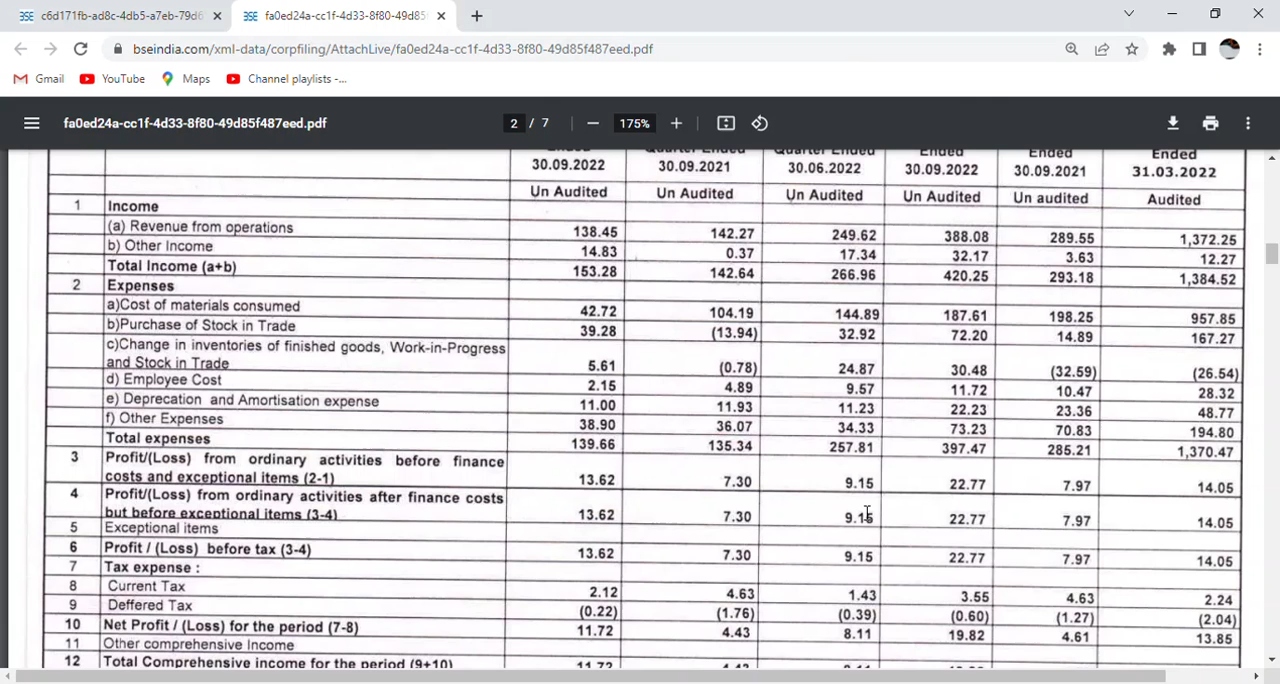 c6d171fb-ad8c-4db5-a7eb-79d6
fa0ed24a-cc1f-4d33-8f80-49d85
bseindia.com/xml-data/corpfiling/AttachLive/fa0ed24a-cc1f-4d33-8f80-49d85f487eed.pdf
Gmail YouTube Maps Channel playlists -...
fa0ed24a-cc1f-4d33-8f80-49d85f487eed.pdf 2 / 7 175%
Ended Quarter Ended Quarter Ended Ended Ended Ended
30.09.2022 30.09.2021 30.06.2022 30.09.2022 30.09.2021 31.03.2022
Un Audited Un Audited Un Audited Un Audited Un audited Audited
1 Income
(a) Revenue from operations 138.45 142.27 249.62 388.08 289.55 1,372.25
b) Other Income 14.83 0.37 17.34 32.17 3.63 12.27
Total Income (a+b) 153.28 142.64 266.96 420.25 293.18 1,384.52
2 Expenses
a)Cost of materials consumed 42.72 104.19 144.89 187.61 198.25 957.85
b)Purchase of Stock in Trade 39.28 (13.94) 32.92 72.20 14.89 167.27
c)Change in inventories of finished goods, Work-in-Progress
and Stock in Trade 5.61 (0.78) 24.87 30.48 (32.59) (26.54)
d) Employee Cost 2.15 4.89 9.57 11.72 10.47 28.32
e) Deprecation and Amortisation expense 11.00 11.93 11.23 22.23 23.36 48.77
f) Other Expenses 38.90 36.07 34.33 73.23 70.83 194.80
Total expenses 139.66 135.34 257.81 397.47 285.21 1,370.47
3 Profit/(Loss) from ordinary activities before finance
costs and exceptional items (2-1) 13.62 7.30 9.15 22.77 7.97 14.05
4 Profit/(Loss) from ordinary activities after finance costs
but before exceptional items (3-4) 13.62 7.30 9.15 22.77 7.97 14.05
5 Exceptional items
6 Profit / (Loss) before tax (3-4) 13.62 7.30 9.15 22.77 7.97 14.05
7 Tax expense :
8 Current Tax 2.12 4.63 1.43 3.55 4.63 2.24
9 Deffered Tax (0.22) (1.76) (0.39) (0.60) (1.27) (2.04)
10 Net Profit / (Loss) for the period (7-8) 11.72 4.43 8.11 19.82 4.61 13.85
11 Other comprehensive Income
12 Total Comprehensive income for the period (9+10) 11.72